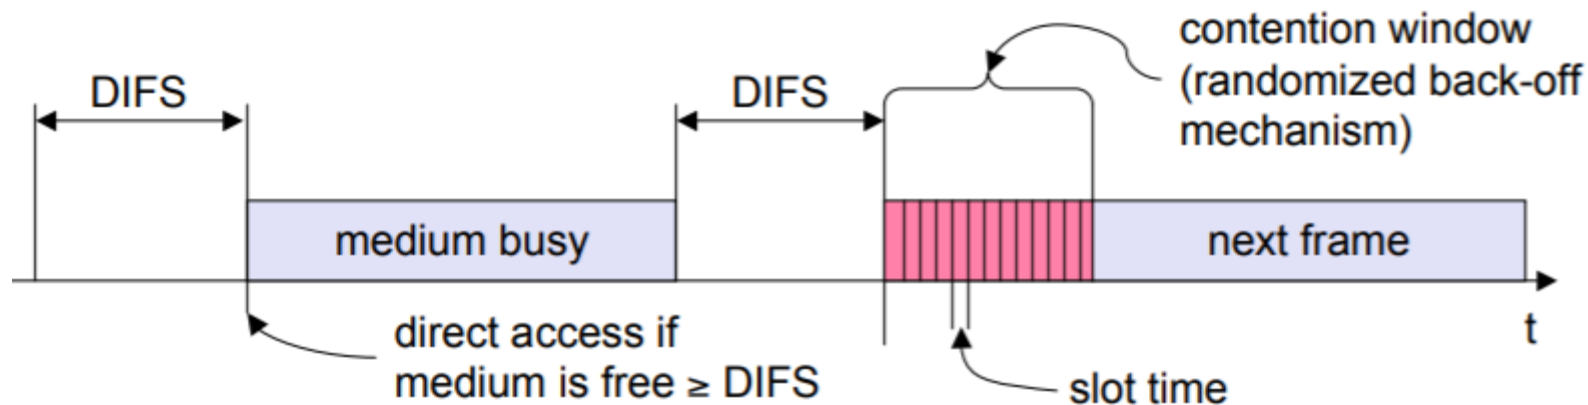 contention window
(randomized back-off
mechanism)
DIFS
DIFS
medium busy
next frame
direct access if
medium is free ≥ DIFS
slot time
t